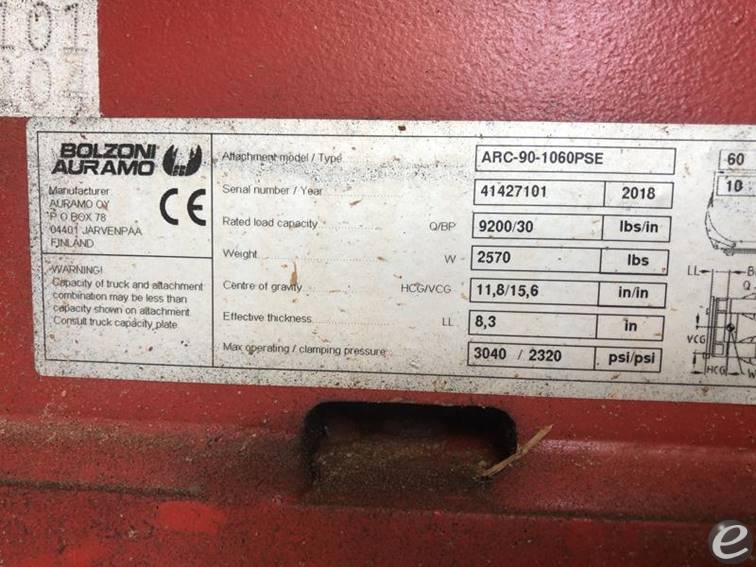 101
207
BOLZONI
AURAMO
CE
Manufacturer
AURAMO OY
P O BOX 78
04401 JÄRVENPÄÄ
FINLAND
WARNING!
Capacity of truck and attachment
combination may be less than
capacity shown on attachment.
Consult truck capacity plate.
Attachment model / Type ARC-90-1060PSE
Serial number / Year 41427101 2018
Rated load capacity Q/BP 9200/30 lbs/in
Weight W 2570 lbs
Centre of gravity HCG/VCG 11,8/15,6 in/in
Effective thickness LL 8,3 in
Max operating / clamping pressure 3040 / 2320 psi/psi
60
10
LL B
Q
VCG
HCG W
e